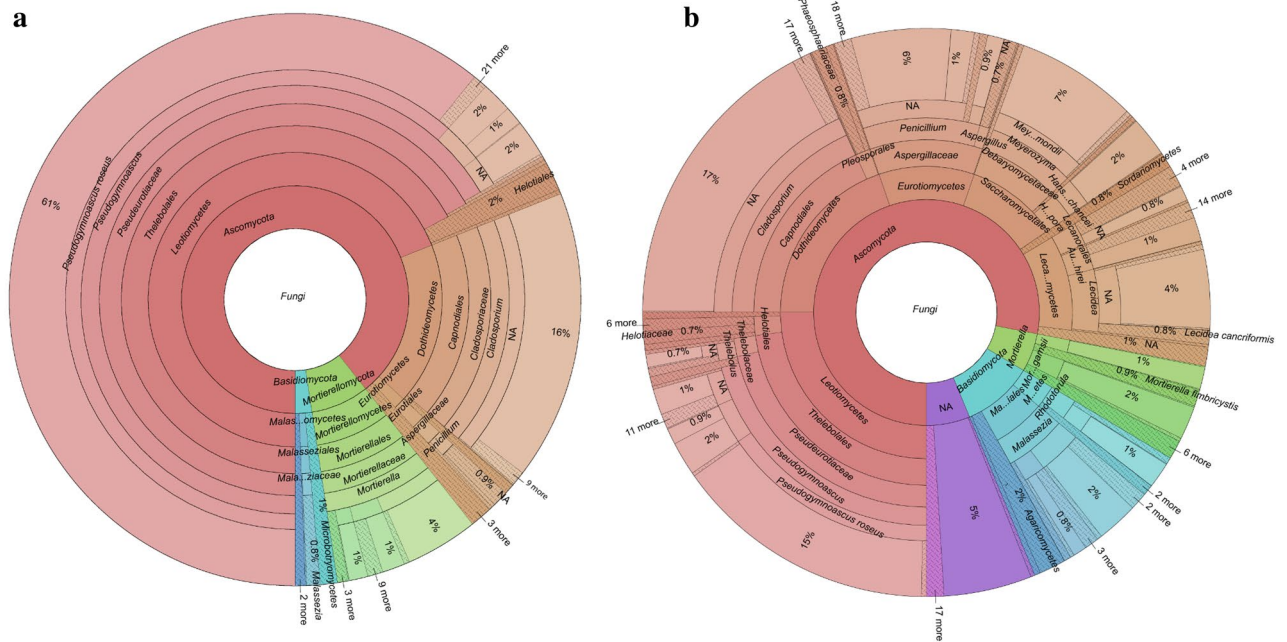 a
21 more
2%
1%
2%
NA
Helotiales
2%
61%
Pseudogymnoascus roseus
Pseudogymnoascus
Pseudeurotiaceae
Thelebolales
Leotiomycetes
Ascomycota
Fungi
Dothideomycetes
Capnodiales
Cladosporiaceae
Cladosporium
NA
16%
Eurotiomycetes
Eurotiales
Aspergillaceae
Penicillium
0.9%
NA
9 more
3 more
Basidiomycota
Mortierellomycota
Malas...omycetes
Mortierellomycetes
Malasseziales
Mortierellales
Mala...ziaceae
Mortierellaceae
Mortierella
4%
1%
1%
9 more
3 more
1%
Microbotryomycetes
0.8%
Malassezia
2 more
b
17 more
Phaeosphaeriaceae
0.8%
18 more
6%
1%
0.9%
0.7%
NA
7%
NA
Penicillium
Aspergillus
Mey...mondii
Meyerozyma
Pleosporales
Aspergillaceae
Debaryomycetaceae
Eurotiomycetes
Saccharomycetales
Hans...chancei
H...pora
2%
0.8%
Sordariomycetes
4 more
0.8%
14 more
NA
1%
Lecanorales
Au...hirei
Leca...mycetes
Lecidea
NA
4%
0.8%
Lecidea cancriformis
1%
NA
17%
NA
Cladosporium
Capnodiales
Dothideomycetes
Ascomycota
Fungi
Mortierella
Mor...gamsii
1%
0.9%
Mortierella fimbricystis
2%
6 more
Basidiomycota
Ma...iales
M...etes
Rhodotorula
Malassezia
1%
2 more
2 more
2%
0.8%
3 more
2%
Agaricomycetes
NA
5%
17 more
6 more
Helotiaceae
0.7%
0.7%
NA
Helotiales
Thelebolaceae
Thelebolus
1%
NA
0.9%
11 more
2%
Leotiomycetes
Thelebolales
Pseudeurotiaceae
Pseudogymnoascus
Pseudogymnoascus roseus
15%